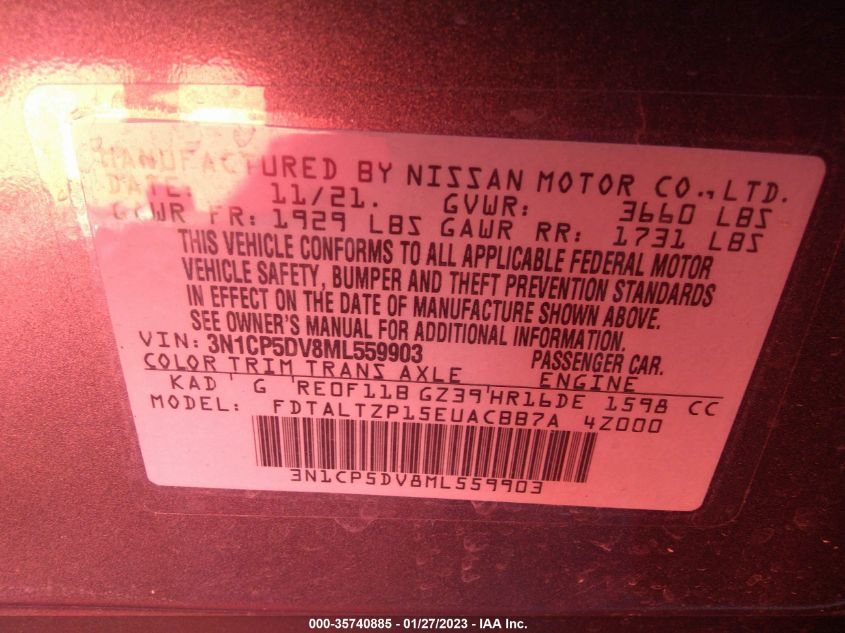 MANUFACTURED BY NISSAN MOTOR CO., LTD.
DATE: 11/21. GVWR: 3660 LBS
GAWR FR: 1929 LBS GAWR RR: 1731 LBS
THIS VEHICLE CONFORMS TO ALL APPLICABLE FEDERAL MOTOR
VEHICLE SAFETY, BUMPER AND THEFT PREVENTION STANDARDS
IN EFFECT ON THE DATE OF MANUFACTURE SHOWN ABOVE.
SEE OWNER'S MANUAL FOR ADDITIONAL INFORMATION.
VIN: 3N1CP5DV8ML559903 PASSENGER CAR.
COLOR TRIM TRANS AXLE ENGINE
KAD G RE0F11B GZ39 HR16DE 1598 CC
MODEL: FDTALTZP15EUACBB7A 4Z000
3N1CP5DV8ML559903
000-35740885 - 01/27/2023 - IAA Inc.